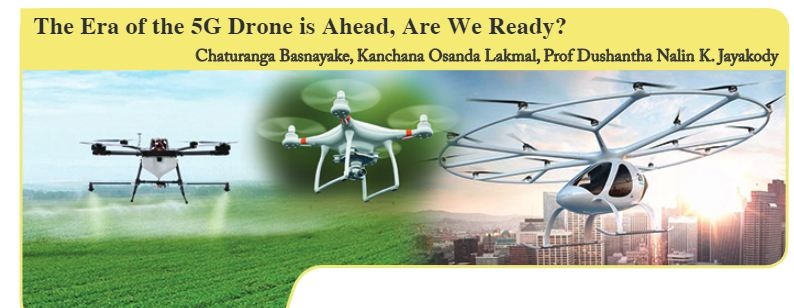 The Era of the 5G Drone is Ahead, Are We Ready?
Chaturanga Basnayake, Kanchana Osanda Lakmal, Prof Dushantha Nalin K. Jayakody